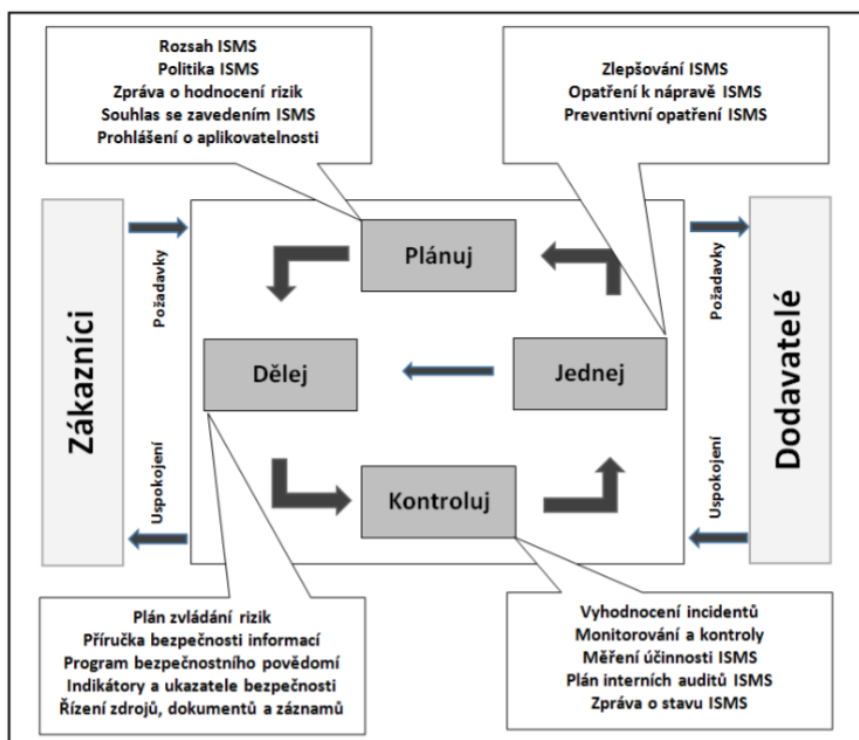 Rozsah ISMS
Politika ISMS
Zpráva o hodnocení rizik
Souhlas se zavedením ISMS
Prohlášení o aplikovatelnosti
Zlepšování ISMS
Opatření k nápravě ISMS
Preventivní opatření ISMS
Zákazníci
Požadavky
Uspokojení
Plánuj
Dělej
Jednej
Kontroluj
Požadavky
Uspokojení
Dodavatelé
Plán zvládání rizik
Příručka bezpečnosti informací
Program bezpečnostního povědomí
Indikátory a ukazatele bezpečnosti
Řízení zdrojů, dokumentů a záznamů
Vyhodnocení incidentů
Monitorování a kontroly
Měření účinnosti ISMS
Plán interních auditů ISMS
Zpráva o stavu ISMS